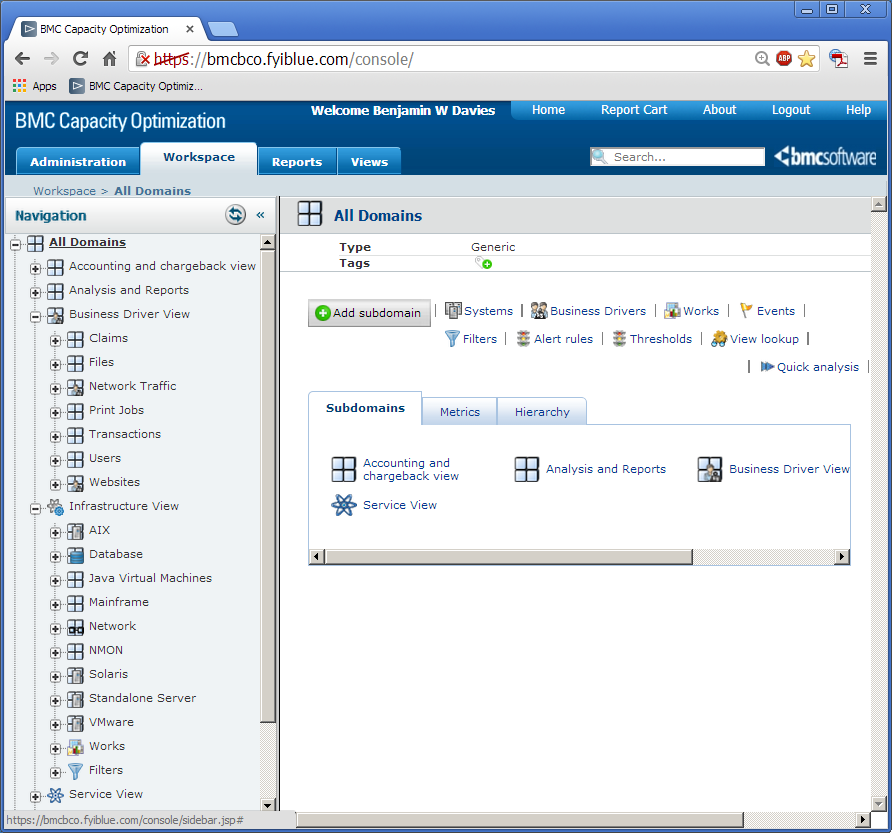 BMC Capacity Optimization
https://bmcbco.fyiblue.com/console/
ABP
Apps
BMC Capacity Optimiz...
BMC Capacity Optimization
Welcome Benjamin W Davies
Home
Report Cart
About
Logout
Help
Administration
Workspace
Reports
Views
Search...
bmcsoftware
Workspace > All Domains
Navigation
«
All Domains
Accounting and chargeback view
Analysis and Reports
Business Driver View
Claims
Files
Network Traffic
Print Jobs
Transactions
Users
Websites
Infrastructure View
AIX
Database
Java Virtual Machines
Mainframe
Network
NMON
Solaris
Standalone Server
VMware
Works
Filters
Service View
https://bmcbco.fyiblue.com/console/sidebar.jsp#
All Domains
Type Generic
Tags
Add subdomain | Systems | Business Drivers | Works | Events |
Filters | Alert rules | Thresholds | View lookup |
| Quick analysis |
Subdomains
Metrics
Hierarchy
Accounting and
chargeback view
Analysis and Reports
Business Driver View
Service View